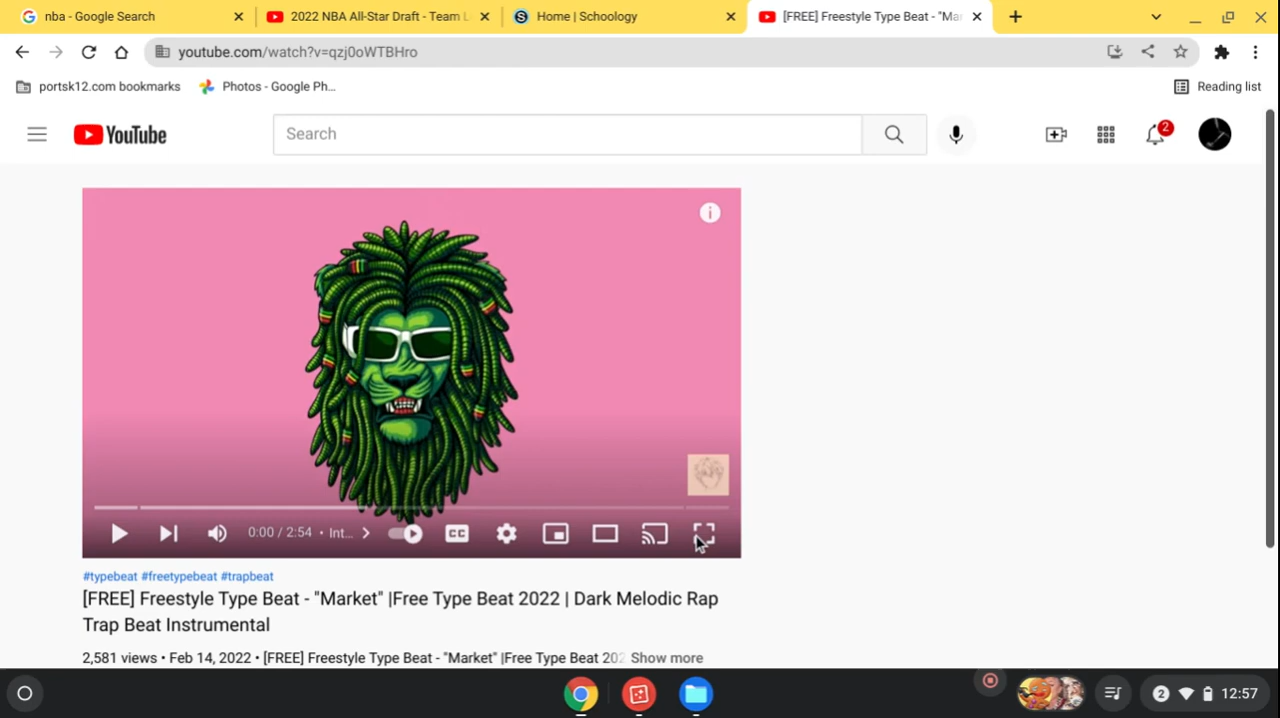 nba - Google Search
2022 NBA All-Star Draft - Team L
Home | Schoology
[FREE] Freestyle Type Beat - "Mar
youtube.com/watch?v=qzj0oWTBHro
portsk12.com bookmarks
Photos - Google Ph...
Reading list
YouTube
Search
2
0:00 / 2:54 • Int...
CC
#typebeat #freetypebeat #trapbeat
[FREE] Freestyle Type Beat - "Market" |Free Type Beat 2022 | Dark Melodic Rap
Trap Beat Instrumental
2,581 views • Feb 14, 2022 • [FREE] Freestyle Type Beat - "Market" |Free Type Beat 202 Show more
2
12:57